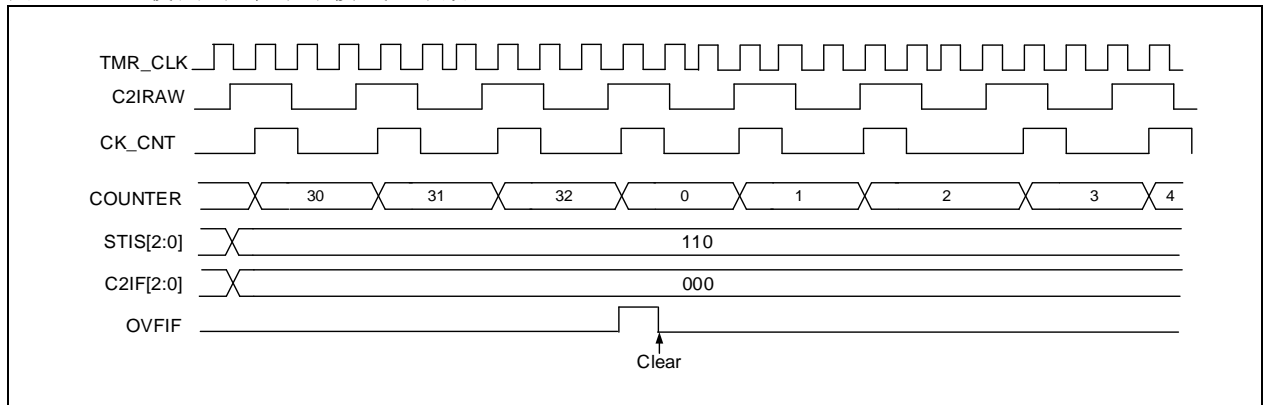 TMR_CLK
C2IRAW
CK_CNT
COUNTER 30 31 32 0 1 2 3 4
STIS[2:0] 110
C2IF[2:0] 000
OVFIF
Clear